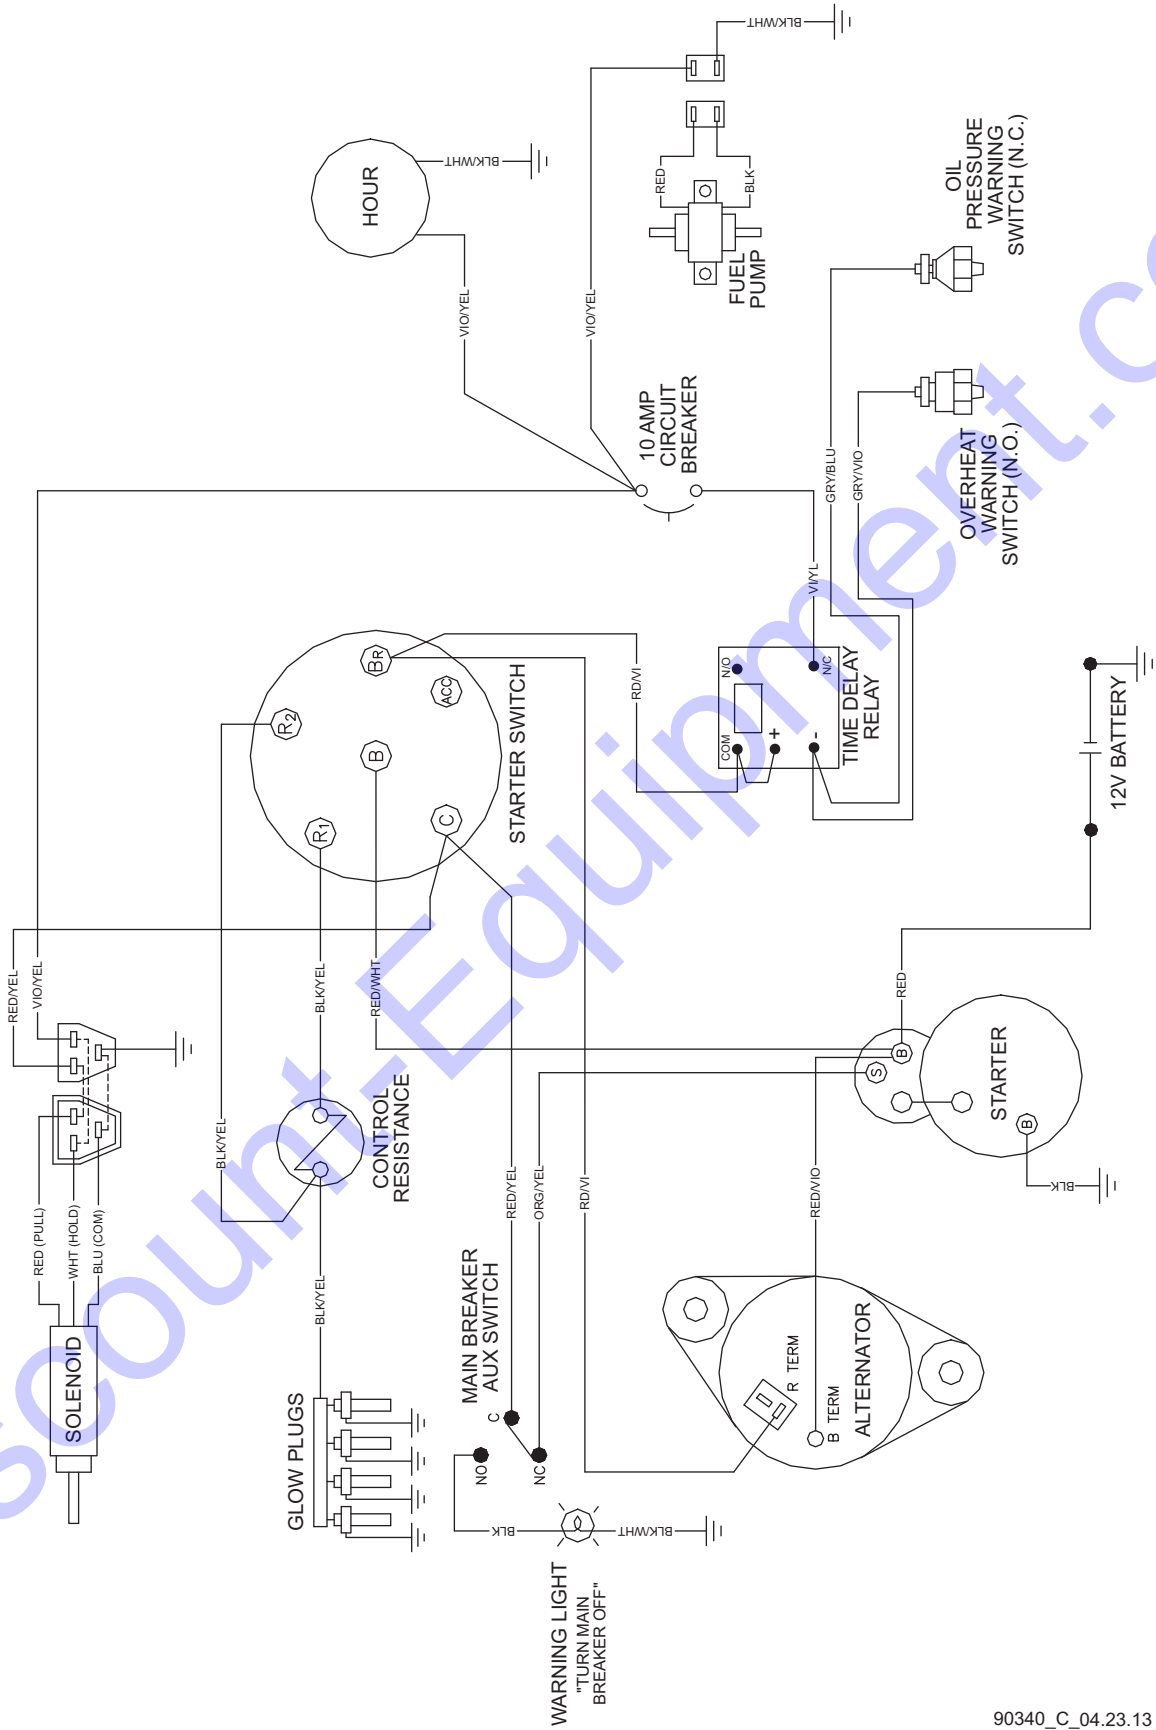 RED (PULL)
WHT (HOLD)
BLU (COM)
SOLENOID
RED/YEL
VIO/YEL
BLK/YEL
BLK/YEL
BLK/YEL
CONTROL
RESISTANCE
GLOW PLUGS
R1
R2
B
BR
ACC
C
STARTER SWITCH
HOUR
BLK/WHT
VIO/YEL
VIO/YEL
BLK/WHT
RED
BLK
FUEL
PUMP
10 AMP
CIRCUIT
BREAKER
OIL
PRESSURE
WARNING
SWITCH (N.C.)
OVERHEAT
WARNING
SWITCH (N.O.)
GRY/BLU
GRY/VIO
VI/YL
RD/VI
COM
N/O
+
-
N/C
TIME DELAY
RELAY
12V BATTERY
RED/WHT
RED
S
B
B
STARTER
BLK
MAIN BREAKER
AUX SWITCH
C
NO
NC
RED/YEL
ORG/YEL
RD/VI
RED/VIO
R TERM
B TERM
ALTERNATOR
BLK
BLK/WHT
WARNING LIGHT
"TURN MAIN
BREAKER OFF"
90340_C_04.23.13
scount-Equipment.c